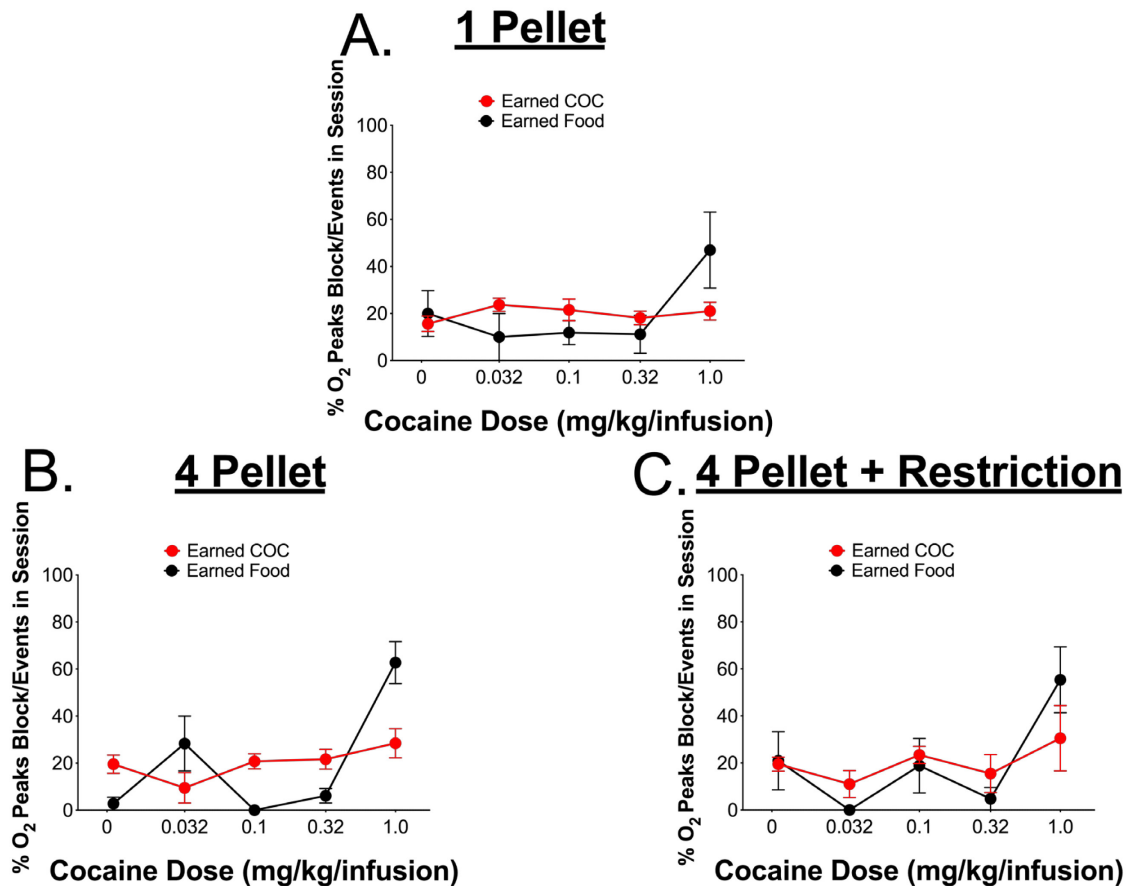 A. 1 Pellet
Earned COC
Earned Food
% O2 Peaks Block/Events in Session
100
80
60
40
20
0
0 0.032 0.1 0.32 1.0
Cocaine Dose (mg/kg/infusion)
B. 4 Pellet
Earned COC
Earned Food
% O2 Peaks Block/Events in Session
100
80
60
40
20
0
0 0.032 0.1 0.32 1.0
Cocaine Dose (mg/kg/infusion)
C. 4 Pellet + Restriction
Earned COC
Earned Food
% O2 Peaks Block/Events in Session
100
80
60
40
20
0
0 0.032 0.1 0.32 1.0
Cocaine Dose (mg/kg/infusion)